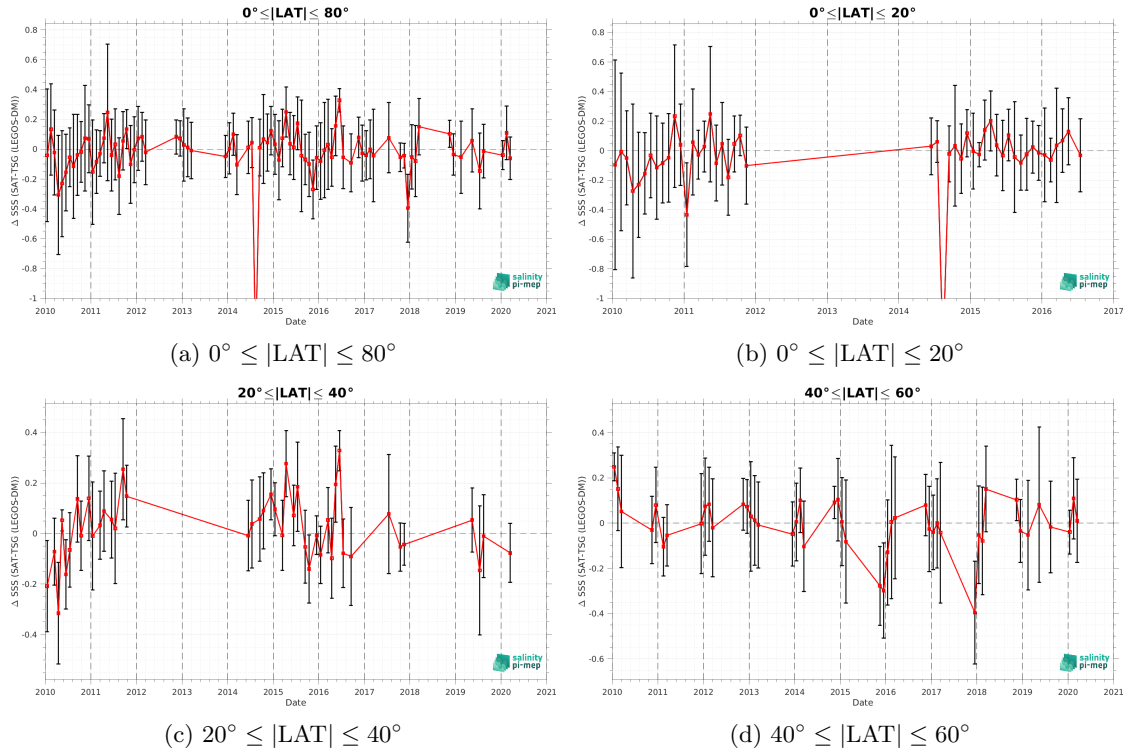 0°≤|LAT|≤ 80°
Δ SSS (SAT-TSG (LEGOS-DM))
0.8
0.6
0.4
0.2
0
-0.2
-0.4
-0.6
-0.8
-1
2010 2011 2012 2013 2014 2015 2016 2017 2018 2019 2020 2021
Date
salinity
pi-mep
(a) 0° ≤ |LAT| ≤ 80°
0°≤|LAT|≤ 20°
Δ SSS (SAT-TSG (LEGOS-DM))
0.8
0.6
0.4
0.2
0
-0.2
-0.4
-0.6
-0.8
-1
2010 2011 2012 2013 2014 2015 2016 2017
Date
salinity
pi-mep
(b) 0° ≤ |LAT| ≤ 20°
20°≤|LAT|≤ 40°
Δ SSS (SAT-TSG (LEGOS-DM))
0.4
0.2
0
-0.2
-0.4
2010 2011 2012 2013 2014 2015 2016 2017 2018 2019 2020 2021
Date
salinity
pi-mep
(c) 20° ≤ |LAT| ≤ 40°
40°≤|LAT|≤ 60°
Δ SSS (SAT-TSG (LEGOS-DM))
0.4
0.2
0
-0.2
-0.4
-0.6
2010 2011 2012 2013 2014 2015 2016 2017 2018 2019 2020 2021
Date
salinity
pi-mep
(d) 40° ≤ |LAT| ≤ 60°